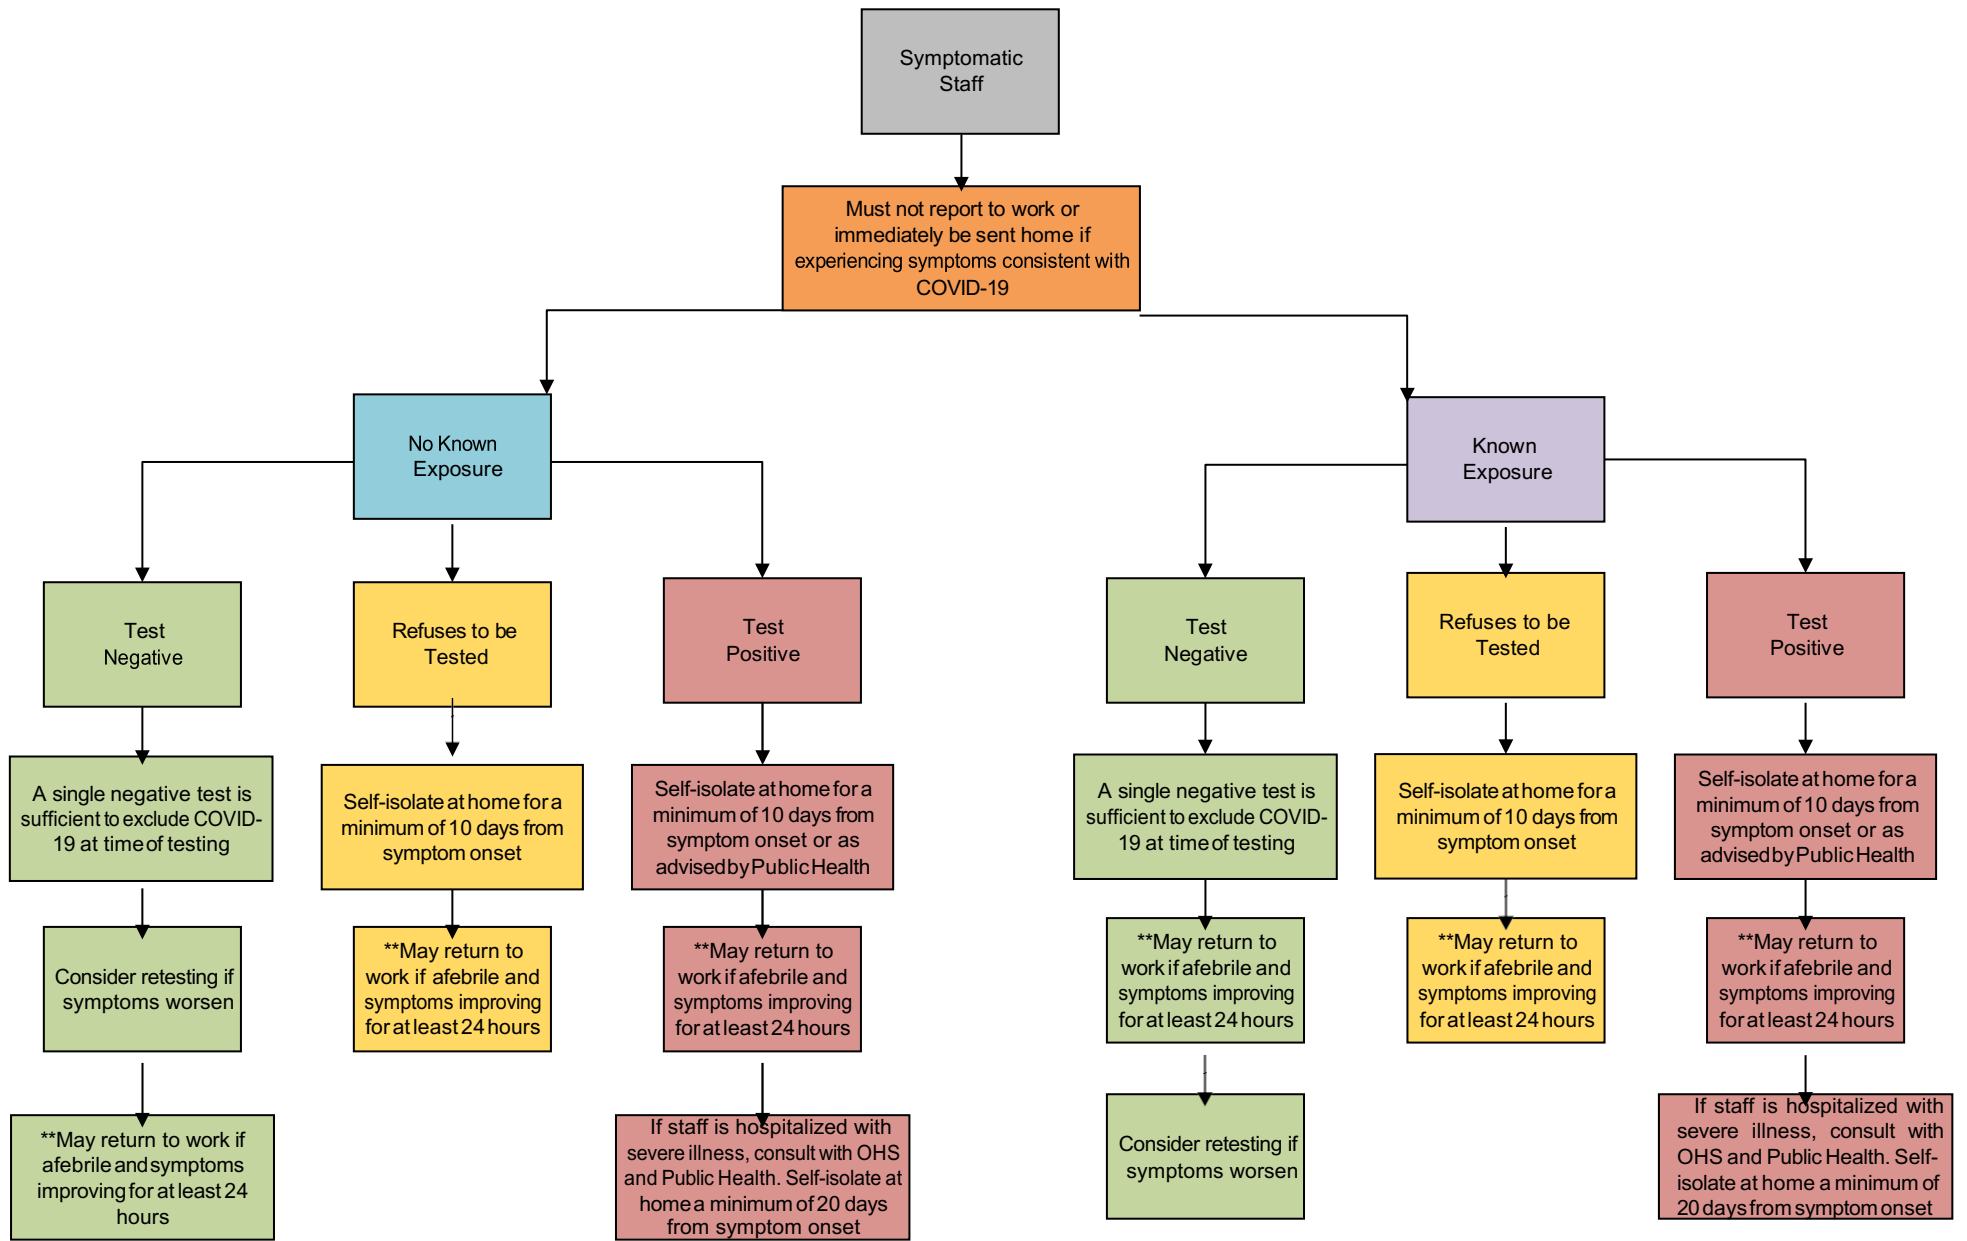 Symptomatic
Staff
Must not report to work or
immediately be sent home if
experiencing symptoms consistent with
COVID-19
No Known
Exposure
Known
Exposure
Test
Negative
Refuses to be
Tested
Test
Positive
Test
Negative
Refuses to be
Tested
Test
Positive
A single negative test is
sufficient to exclude COVID-
19 at time of testing
Self-isolate at home for a
minimum of 10 days from
symptom onset
Self-isolate at home for a
minimum of 10 days from
symptom onset or as
advised by Public Health
A single negative test is
sufficient to exclude COVID-
19 at time of testing
Self-isolate at home for a
minimum of 10 days from
symptom onset
Self-isolate at home for a
minimum of 10 days from
symptom onset or as
advised by Public Health
Consider retesting if
symptoms worsen
**May return to
work if afebrile and
symptoms improving
for at least 24 hours
**May return to
work if afebrile and
symptoms improving
for at least 24 hours
**May return to
work if afebrile and
symptoms improving
for at least 24 hours
**May return to
work if afebrile and
symptoms improving
for at least 24 hours
**May return to
work if afebrile and
symptoms improving
for at least 24 hours
**May return to work if
afebrile and symptoms
improving for at least 24
hours
If staff is hospitalized with
severe illness, consult with OHS
and Public Health. Self-isolate at
home a minimum of 20 days
from symptom onset
Consider retesting if
symptoms worsen
If staff is hospitalized with
severe illness, consult with
OHS and Public Health. Self-
isolate at home a minimum of
20 days from symptom onset